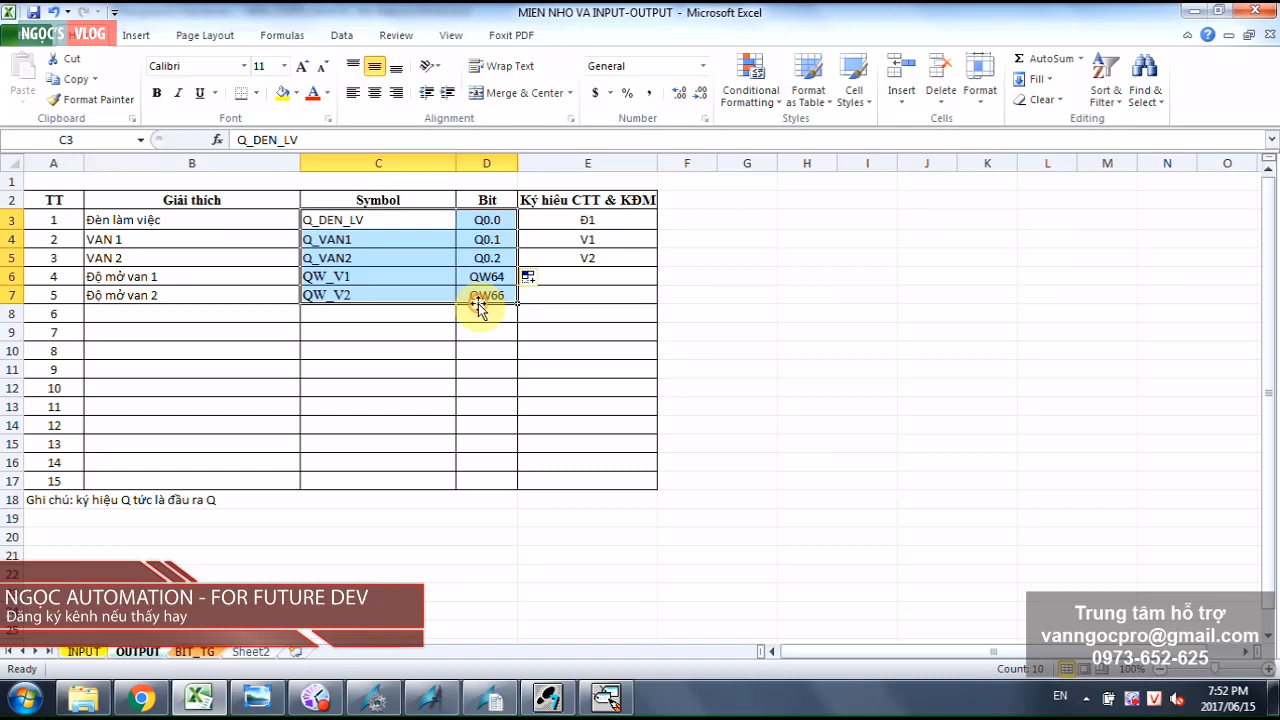 MIEN NHO VA INPUT-OUTPUT - Microsoft Excel
NGỌC'S VLOG
Insert Page Layout Formulas Data Review View Foxit PDF
Paste
Cut
Copy
Format Painter
Calibri 11
B I U
Wrap Text
Merge & Center
General
$ % ,
Conditional Formatting
Format as Table
Cell Styles
Insert
Delete
Format
AutoSum
Fill
Clear
Sort & Filter
Find & Select
Clipboard Font Alignment Number Styles Cells Editing
C3 fx Q_DEN_LV
A B C D E F G H I J K L M N O
1
2 TT Giải thích Symbol Bit Ký hiêu CTT & KĐM
3 1 Đèn làm việc Q_DEN_LV Q0.0 Đ1
4 2 VAN 1 Q_VAN1 Q0.1 V1
5 3 VAN 2 Q_VAN2 Q0.2 V2
6 4 Độ mở van 1 QW_V1 QW64
7 5 Độ mở van 2 QW_V2 QW66
8 6
9 7
10 8
11 9
12 10
13 11
14 12
15 13
16 14
17 15
18 Ghi chú: ký hiệu Q tức là đầu ra Q
19
20
21
22
NGỌC AUTOMATION - FOR FUTURE DEV
Đăng ký kênh nếu thấy hay
Trung tâm hỗ trợ
vanngocpro@gmail.com
0973-652-625
INPUT OUTPUT BIT_TG Sheet2
Ready Count: 10 100%
EN 7:52 PM
2017/06/15